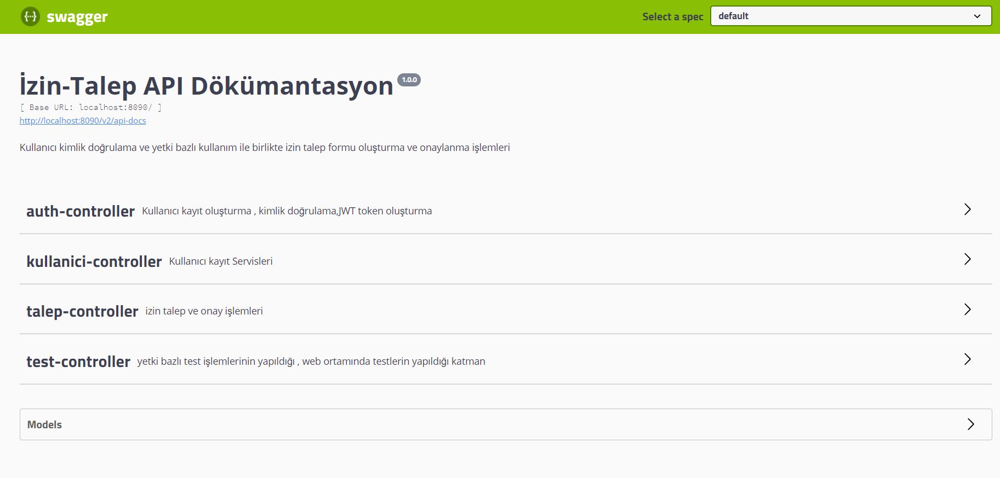 {···} swagger
Select a spec default
İzin-Talep API Dökümantasyon 1.0.0
[ Base URL: localhost:8090/ ]
http://localhost:8090/v2/api-docs
Kullanıcı kimlik doğrulama ve yetki bazlı kullanım ile birlikte izin talep formu oluşturma ve onaylanma işlemleri
auth-controller Kullanıcı kayıt oluşturma , kimlik doğrulama,JWT token oluşturma
kullanici-controller Kullanıcı kayıt Servisleri
talep-controller izin talep ve onay işlemleri
test-controller yetki bazlı test işlemlerinin yapıldığı , web ortamında testlerin yapıldığı katman
Models